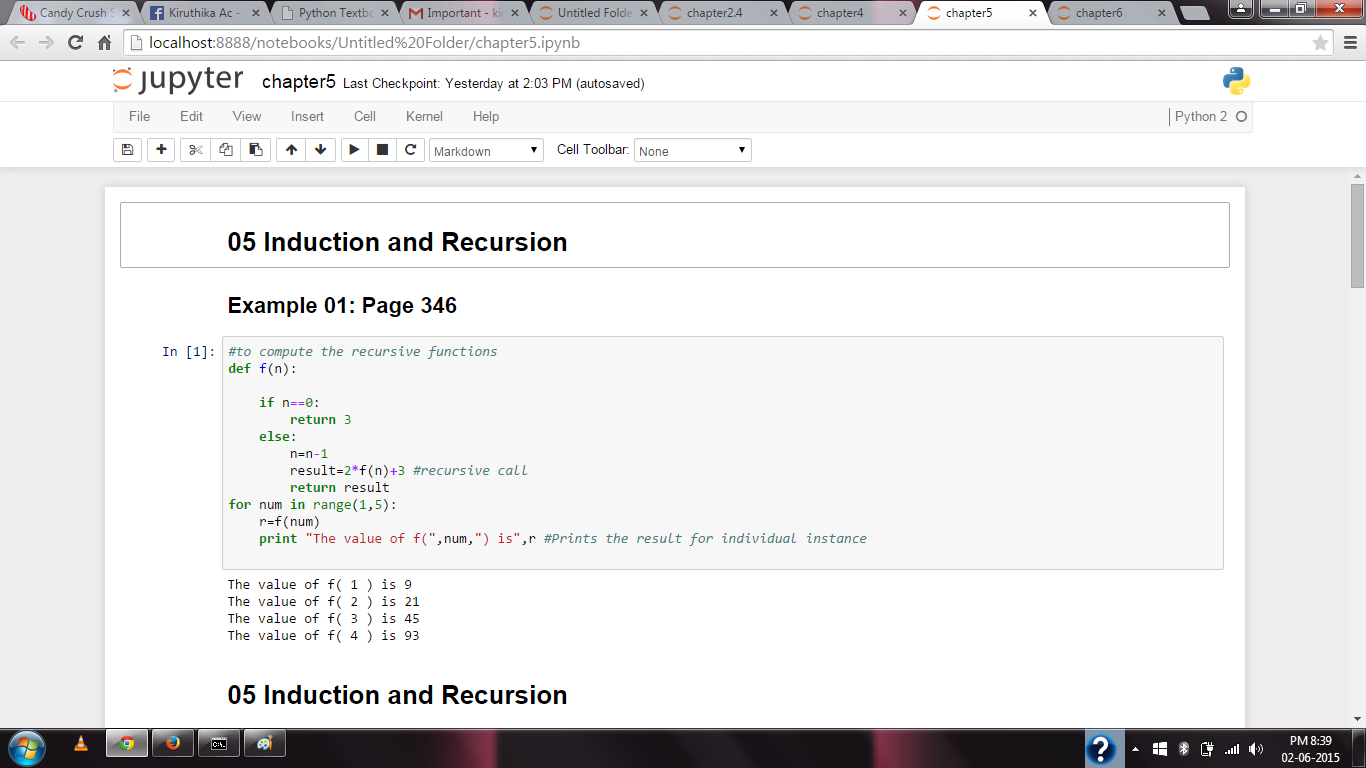 Candy Crush S
Kiruthika Ac -
Python Textbo
Important - kir
Untitled Folde
chapter2.4
chapter4
chapter5
chapter6
localhost:8888/notebooks/Untitled%20Folder/chapter5.ipynb
jupyter chapter5 Last Checkpoint: Yesterday at 2:03 PM (autosaved)
File Edit View Insert Cell Kernel Help Python 2
Markdown Cell Toolbar: None
05 Induction and Recursion
Example 01: Page 346
In [1]: #to compute the recursive functions
def f(n):
    if n==0:
        return 3
    else:
        n=n-1
        result=2*f(n)+3 #recursive call
        return result
for num in range(1,5):
    r=f(num)
    print "The value of f(",num,") is",r #Prints the result for individual instance
The value of f( 1 ) is 9
The value of f( 2 ) is 21
The value of f( 3 ) is 45
The value of f( 4 ) is 93
05 Induction and Recursion
PM 8:39
02-06-2015